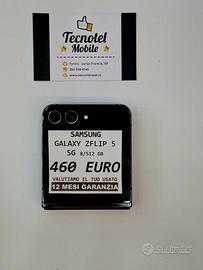 Tecnotel
Mobile
SAMSUNG
GALAXY ZFLIP 5
5G 8/512 GB
460 EURO
VALUTIAMO IL TUO USATO
12 MESI GARANZIA
subito